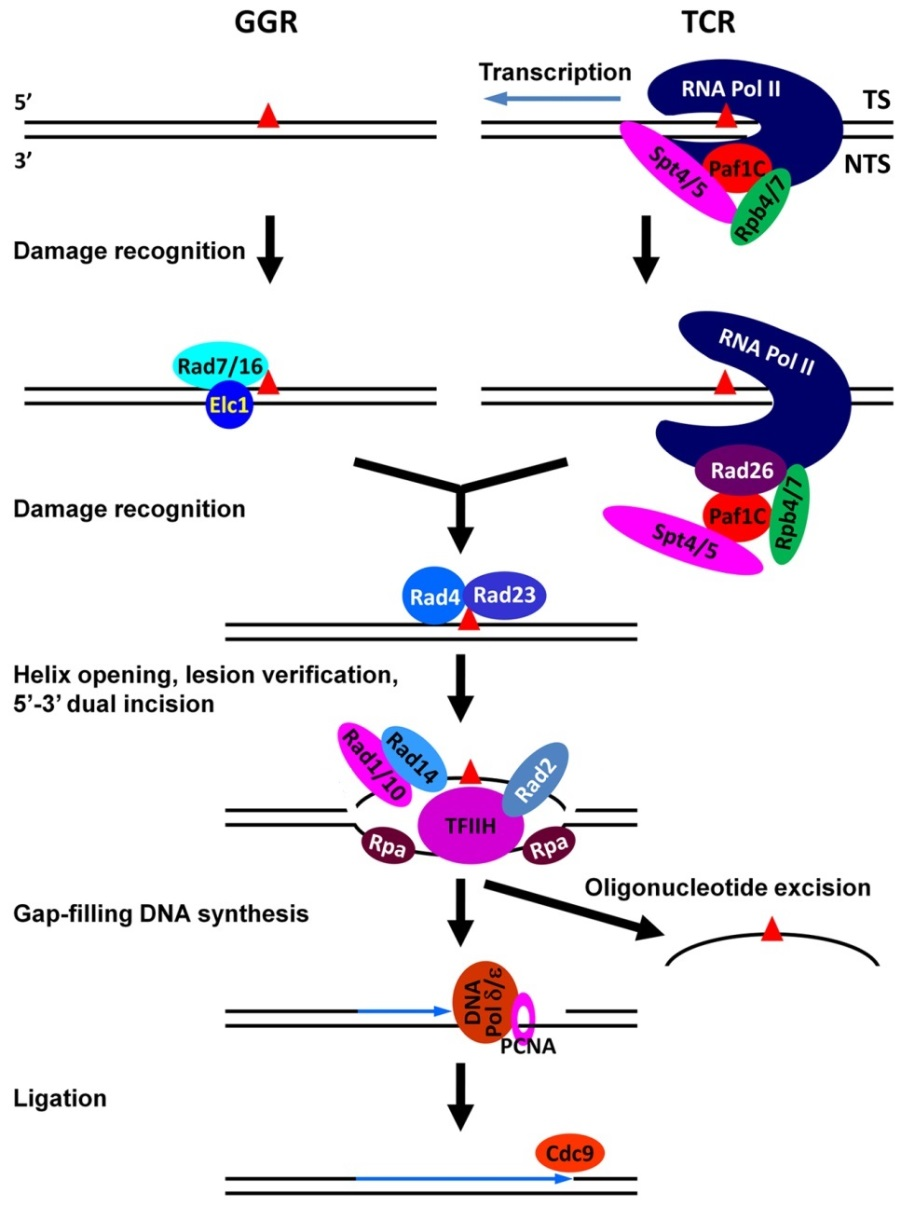 GGR
TCR
Transcription
RNA Pol II
5’
TS
3’
NTS
Spt4/5
Paf1C
Rpb4/7
Damage recognition
RNA Pol II
Rad7/16
Elc1
Rad26
Paf1C
Rpb4/7
Spt4/5
Damage recognition
Rad4
Rad23
Helix opening, lesion verification,
5’-3’ dual incision
Rad1/10
Rad14
Rad2
TFIIH
Rpa
Rpa
Oligonucleotide excision
Gap-filling DNA synthesis
DNA
Pol δ/ε
PCNA
Ligation
Cdc9